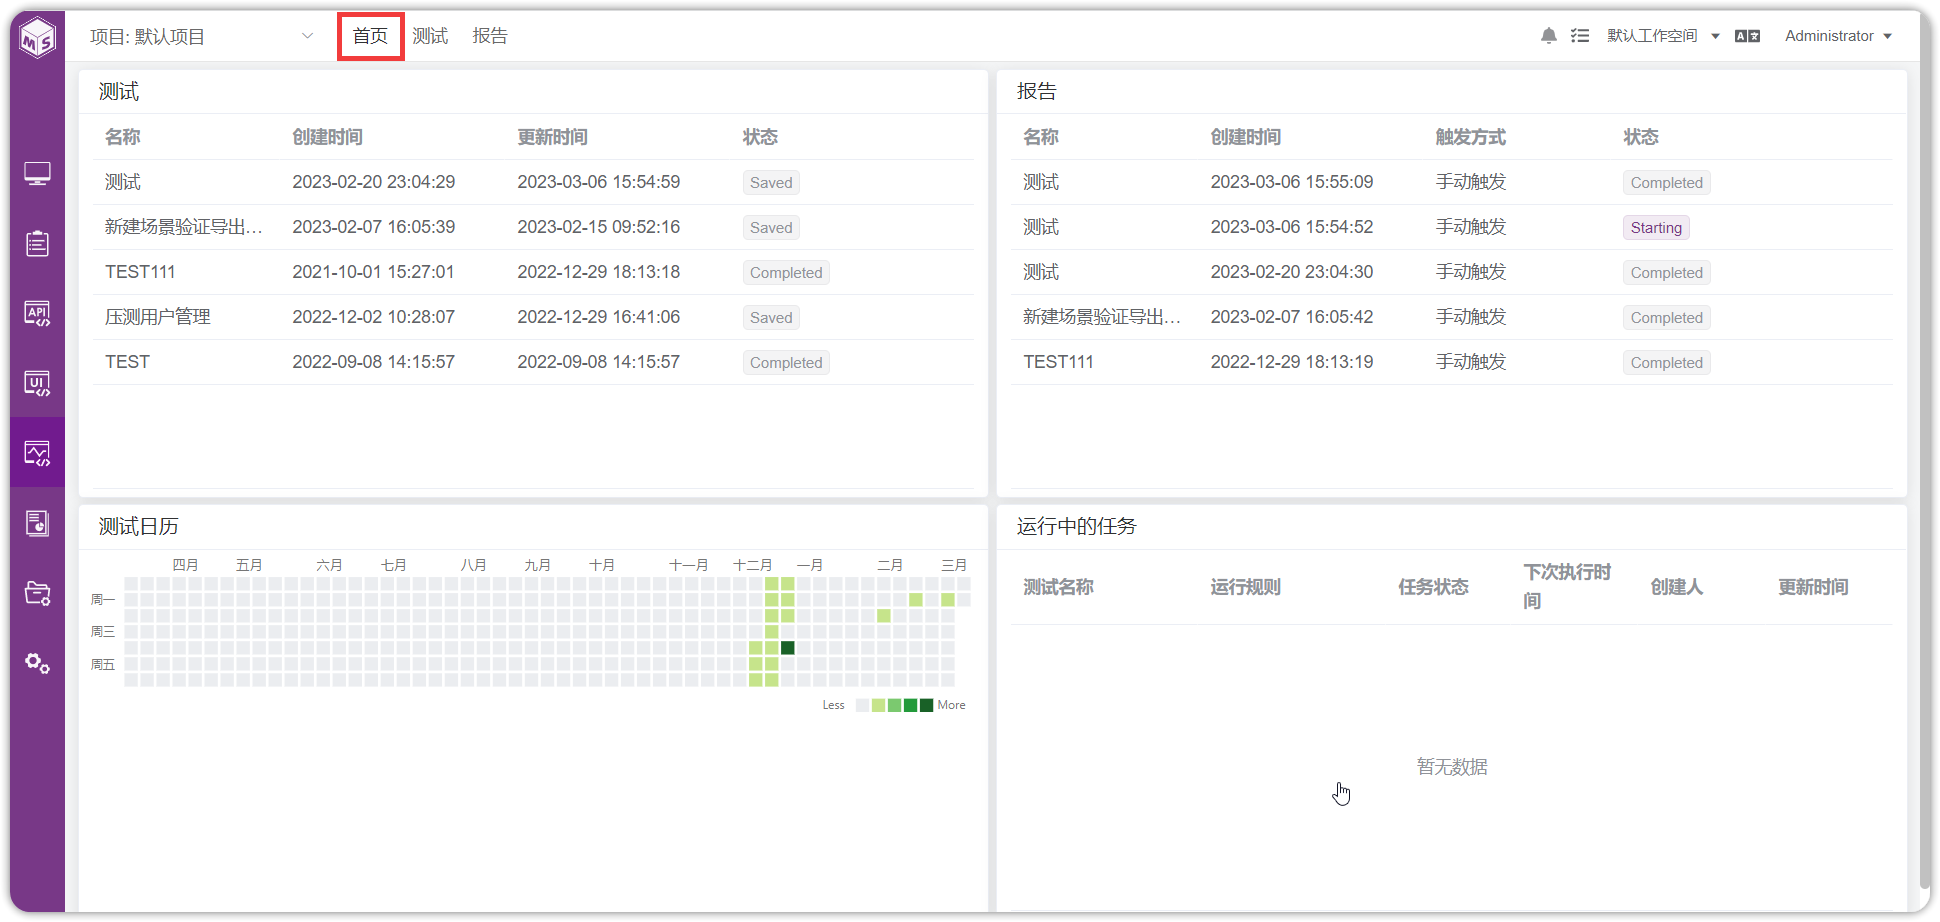 MS
项目: 默认项目
首页 测试 报告
默认工作空间 Administrator
API
UI
测试
名称 创建时间 更新时间 状态
测试 2023-02-20 23:04:29 2023-03-06 15:54:59 Saved
新建场景验证导出... 2023-02-07 16:05:39 2023-02-15 09:52:16 Saved
TEST111 2021-10-01 15:27:01 2022-12-29 18:13:18 Completed
压测用户管理 2022-12-02 10:28:07 2022-12-29 16:41:06 Saved
TEST 2022-09-08 14:15:57 2022-09-08 14:15:57 Completed
报告
名称 创建时间 触发方式 状态
测试 2023-03-06 15:55:09 手动触发 Completed
测试 2023-03-06 15:54:52 手动触发 Starting
测试 2023-02-20 23:04:30 手动触发 Completed
新建场景验证导出... 2023-02-07 16:05:42 手动触发 Completed
TEST111 2022-12-29 18:13:19 手动触发 Completed
测试日历
四月 五月 六月 七月 八月 九月 十月 十一月 十二月 一月 二月 三月
周一
周三
周五
Less More
运行中的任务
测试名称 运行规则 任务状态 下次执行时 创建人 更新时间
间
暂无数据